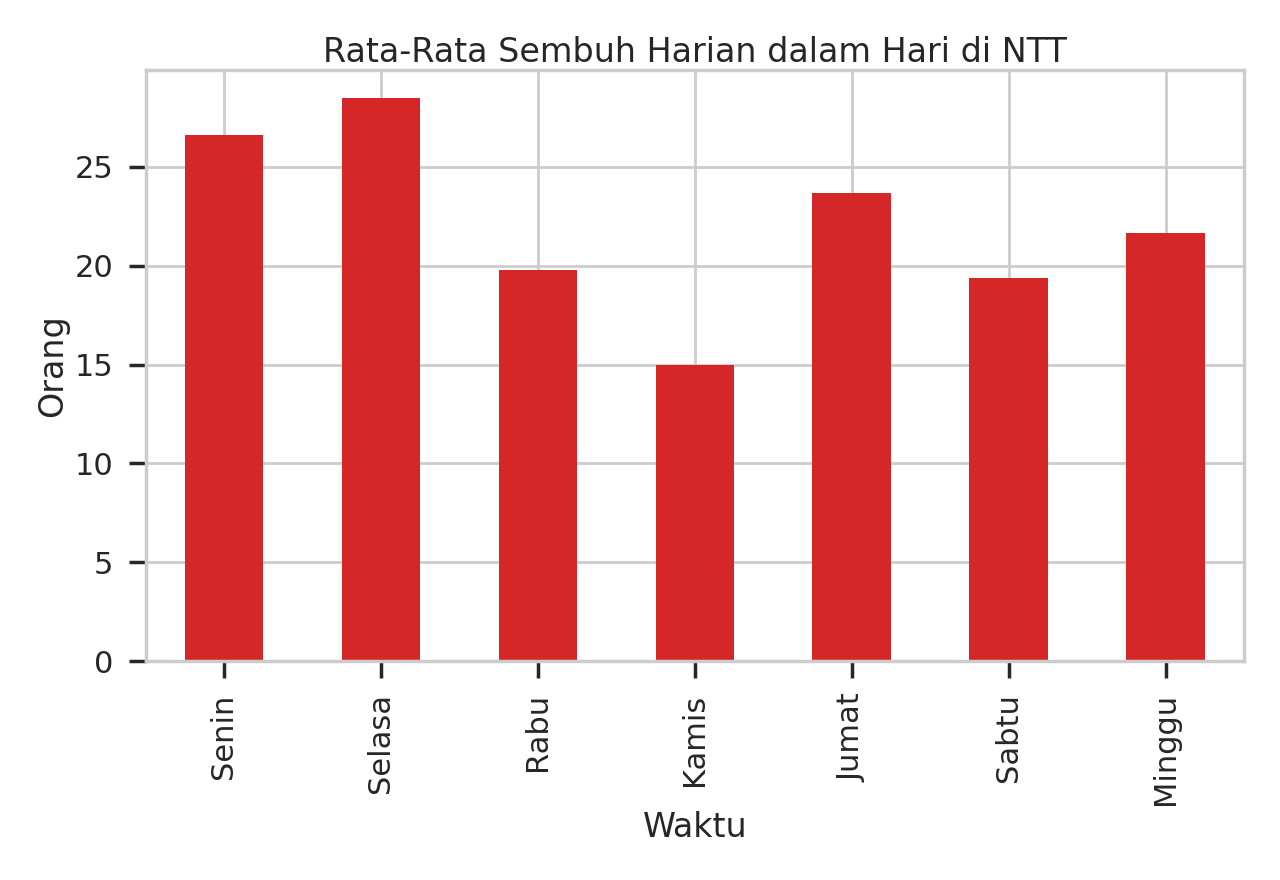 Rata-Rata Sembuh Harian dalam Hari di NTT
Orang
25
20
15
10
5
0
Senin
Selasa
Rabu
Kamis
Jumat
Sabtu
Minggu
Waktu